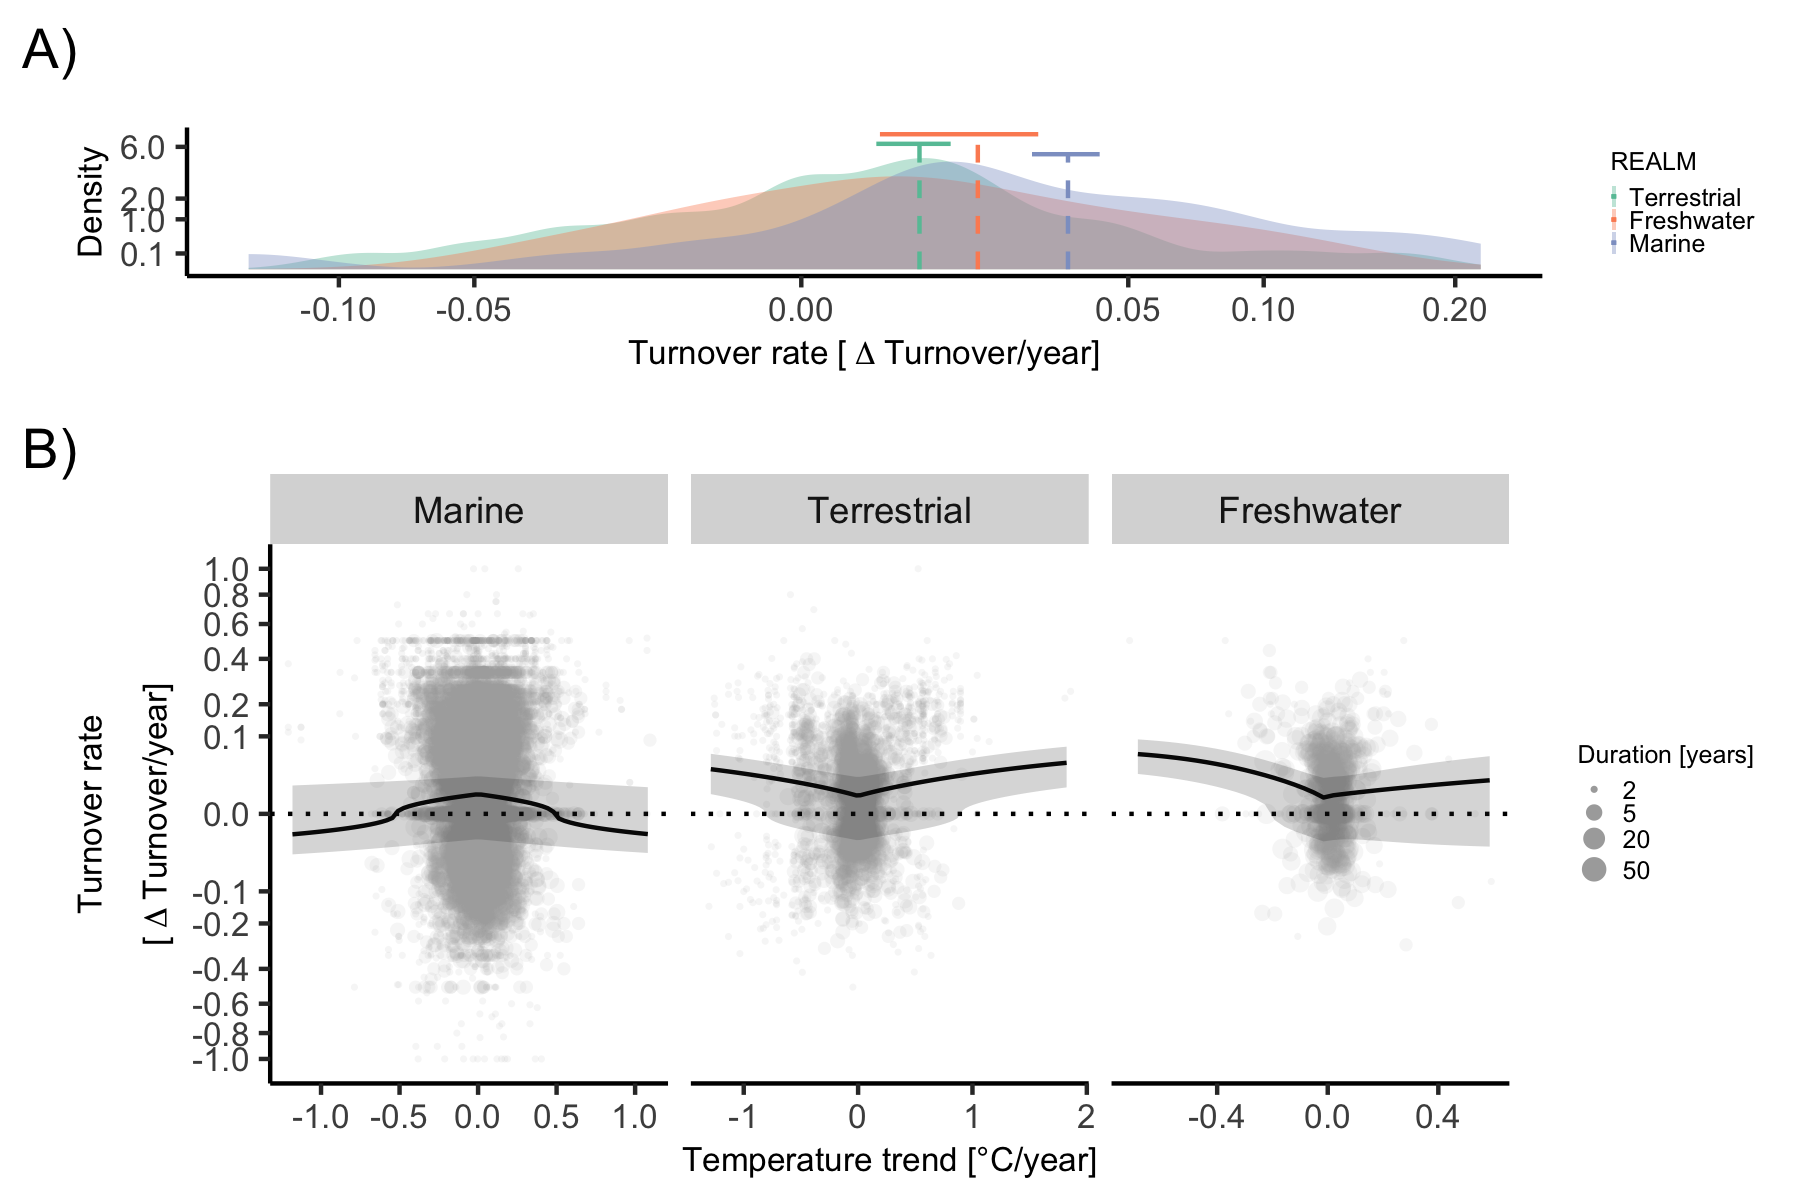 A)
Density
6.0
2.0
1.0
0.1
-0.10 -0.05 0.00 0.05 0.10 0.20
Turnover rate [ Δ Turnover/year]
REALM
Terrestrial
Freshwater
Marine
B)
Marine Terrestrial Freshwater
Turnover rate
[ Δ Turnover/year]
1.0
0.8
0.6
0.4
0.2
0.1
0.0
-0.1
-0.2
-0.4
-0.6
-0.8
-1.0
-1.0 -0.5 0.0 0.5 1.0 -1 0 1 2 -0.4 0.0 0.4
Temperature trend [°C/year]
Duration [years]
2
5
20
50